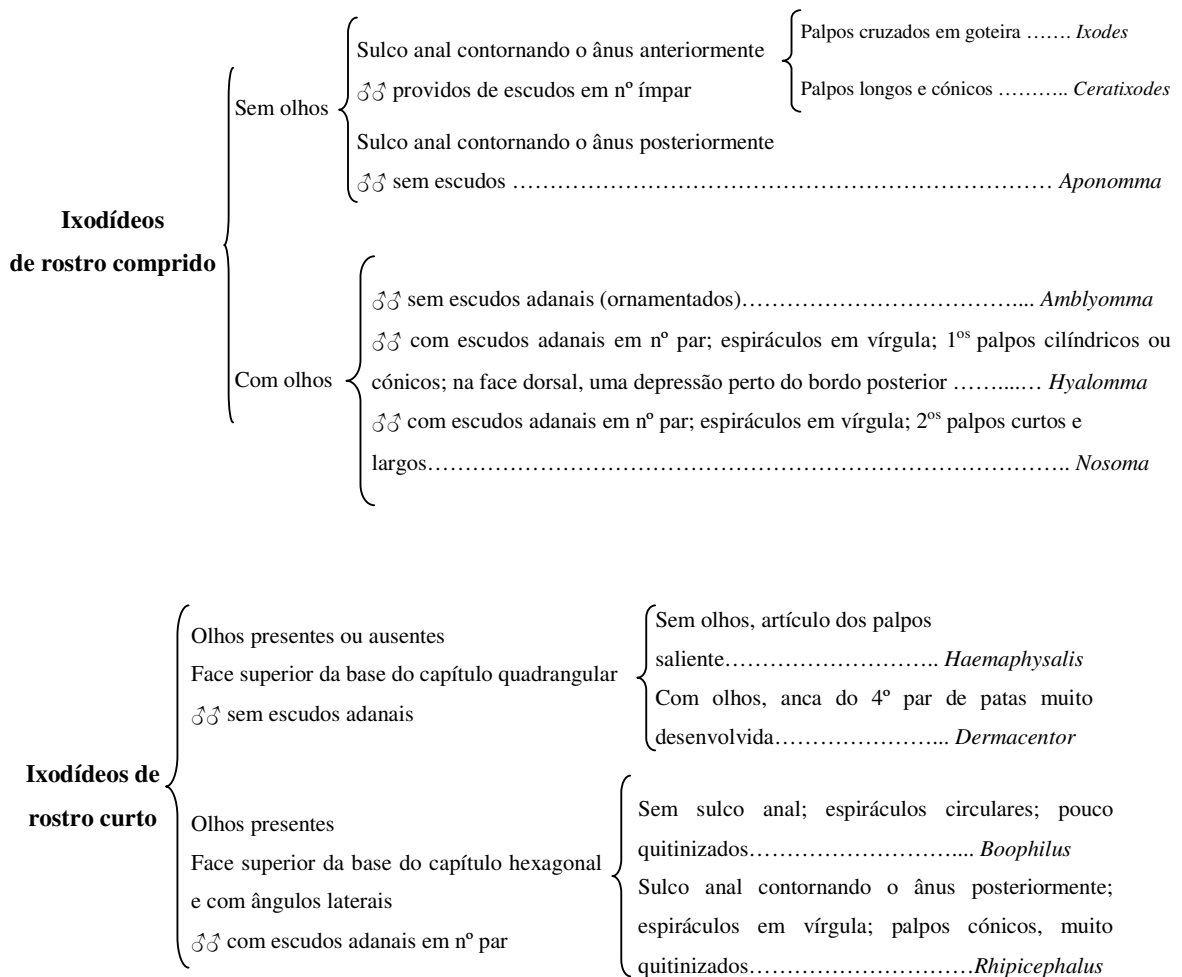 Sulco anal contornando o ânus anteriormente
♂♂ providos de escudos em nº ímpar
Palpos cruzados em goteira ……. Ixodes
Palpos longos e cónicos ……….. Ceratixodes
Sem olhos
Sulco anal contornando o ânus posteriormente
♂♂ sem escudos ……………………………………………………………… Aponomma
Ixodídeos
de rostro comprido
♂♂ sem escudos adanais (ornamentados)………………………………... Amblyomma
♂♂ com escudos adanais em nº par; espiráculos em vírgula; 1os palpos cilíndricos ou
cónicos; na face dorsal, uma depressão perto do bordo posterior ……....… Hyalomma
Com olhos
♂♂ com escudos adanais em nº par; espiráculos em vírgula; 2os palpos curtos e
largos………………………………………………………………………….. Nosoma
Olhos presentes ou ausentes
Face superior da base do capítulo quadrangular
♂♂ sem escudos adanais
Sem olhos, artículo dos palpos
saliente……………………….. Haemaphysalis
Com olhos, anca do 4º par de patas muito
desenvolvida…………………... Dermacentor
Ixodídeos de
rostro curto
Olhos presentes
Face superior da base do capítulo hexagonal
e com ângulos laterais
♂♂ com escudos adanais em nº par
Sem sulco anal; espiráculos circulares; pouco
quitinizados……………………….... Boophilus
Sulco anal contornando o ânus posteriormente;
espiráculos em vírgula; palpos cónicos, muito
quitinizados…………………………Rhipicephalus